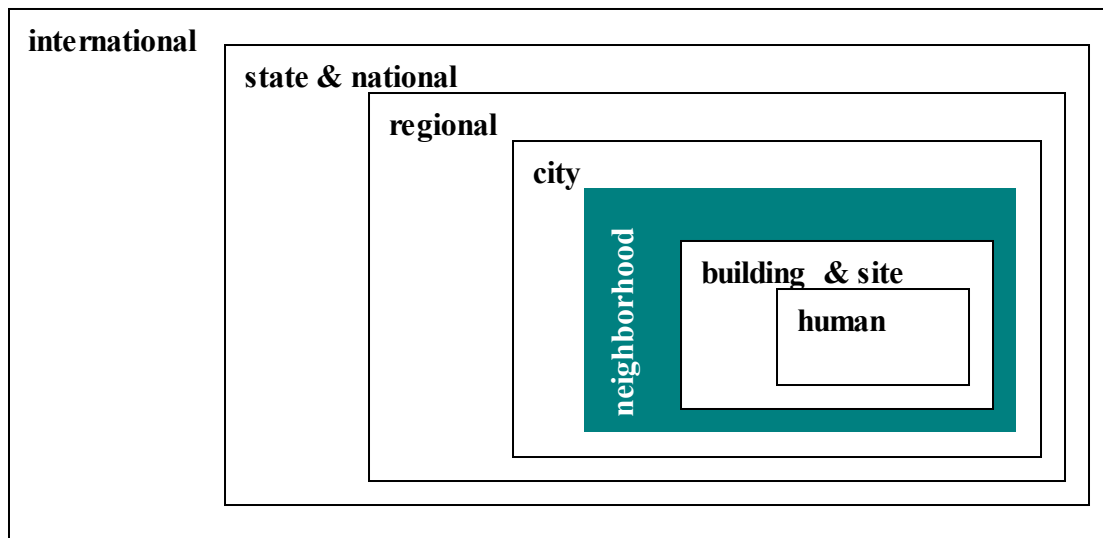 international
state & national
regional
city
neighborhood
building & site
human